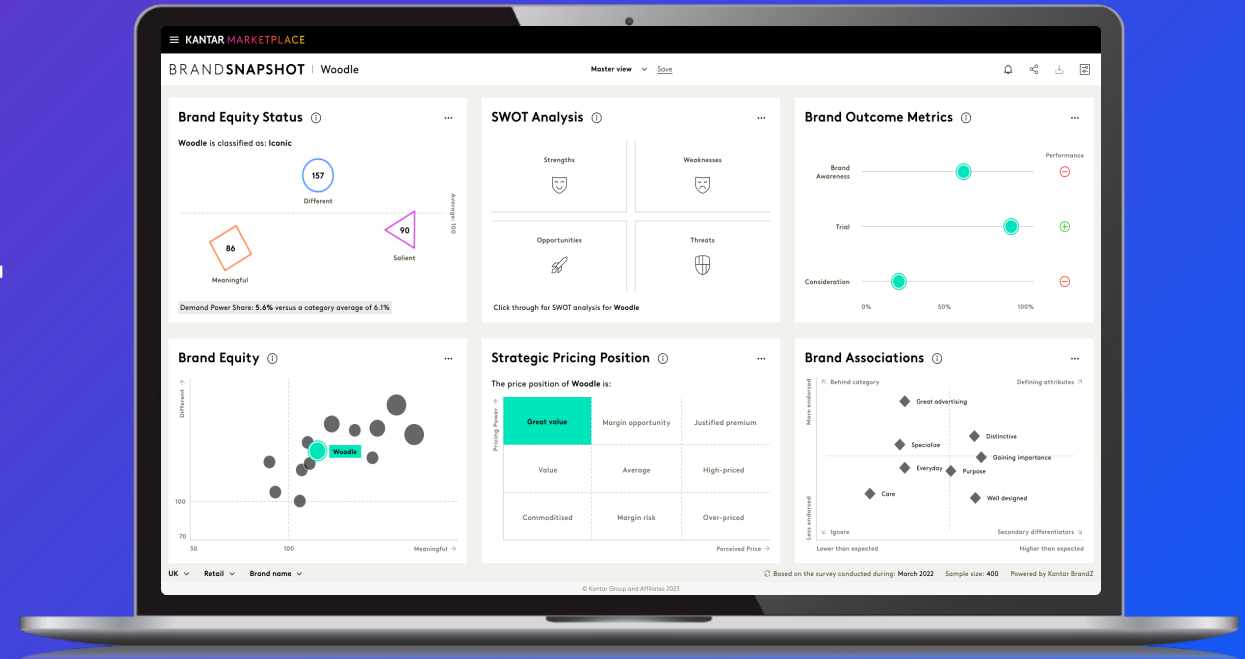 KANTAR MARKETPLACE
BRANDSNAPSHOT | Woodle
Master view
Save
Brand Equity Status
Woodle is classified as: Iconic
157
Different
Average: 100
90
Salient
86
Meaningful
Demand Power Share: 5.6% versus a category average of 6.1%
SWOT Analysis
Strengths
Weaknesses
Opportunities
Threats
Click through for SWOT analysis for Woodle
Brand Outcome Metrics
Performance
Brand
Awareness
Trial
Consideration
0% 50% 100%
Brand Equity
Different
Woodle
100
70
30 100 Meaningful
Strategic Pricing Position
The price position of Woodle is:
Pricing Power
Great value Margin opportunity Justified premium
Value Average High-priced
Commoditised Margin risk Over-priced
Perceived Price
Brand Associations
More endorsed
Behind category Defining attributes
Great advertising
Distinctive
Specialize
Gaining importance
Everyday
Purpose
Care
Well designed
Less endorsed
Ignore Secondary differentiators
Lower than expected Higher than expected
UK Retail Brand name
Based on the survey conducted during: March 2022 Sample size: 400 Powered by Kantar BrandZ
© Kantar Group and Affiliates 2023